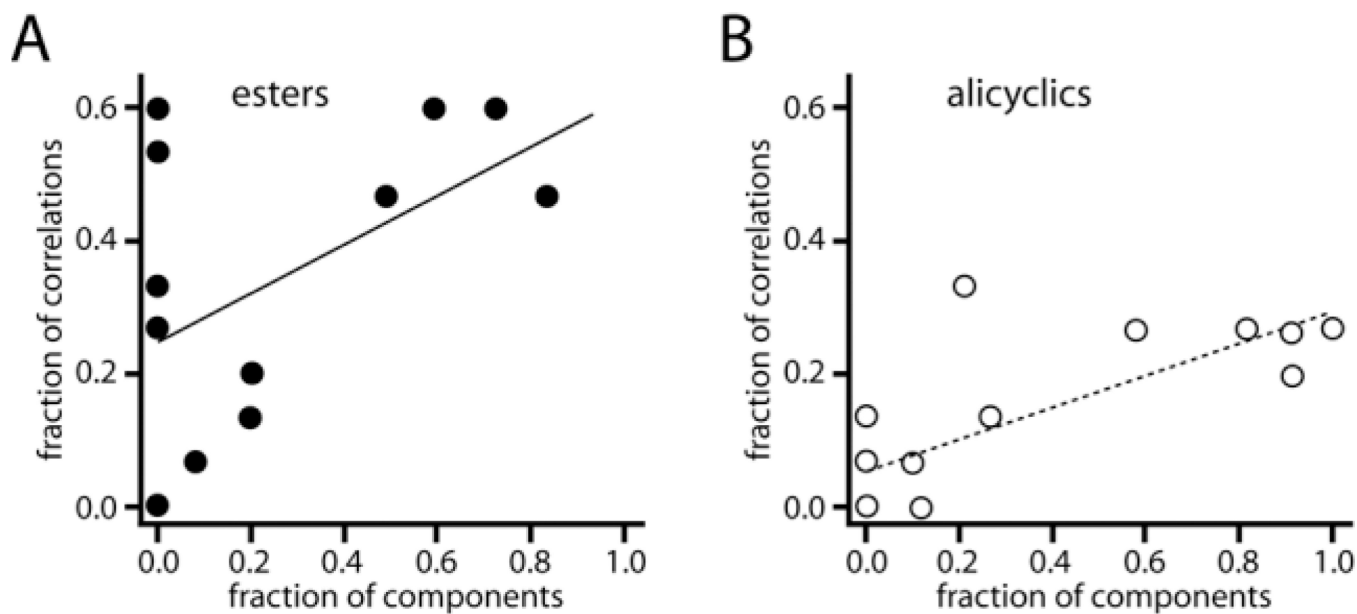 A
esters
fraction of correlations
0.6
0.4
0.2
0.0
0.0 0.2 0.4 0.6 0.8 1.0
fraction of components
B
alicyclics
fraction of correlations
0.6
0.4
0.2
0.0
0.0 0.2 0.4 0.6 0.8 1.0
fraction of components